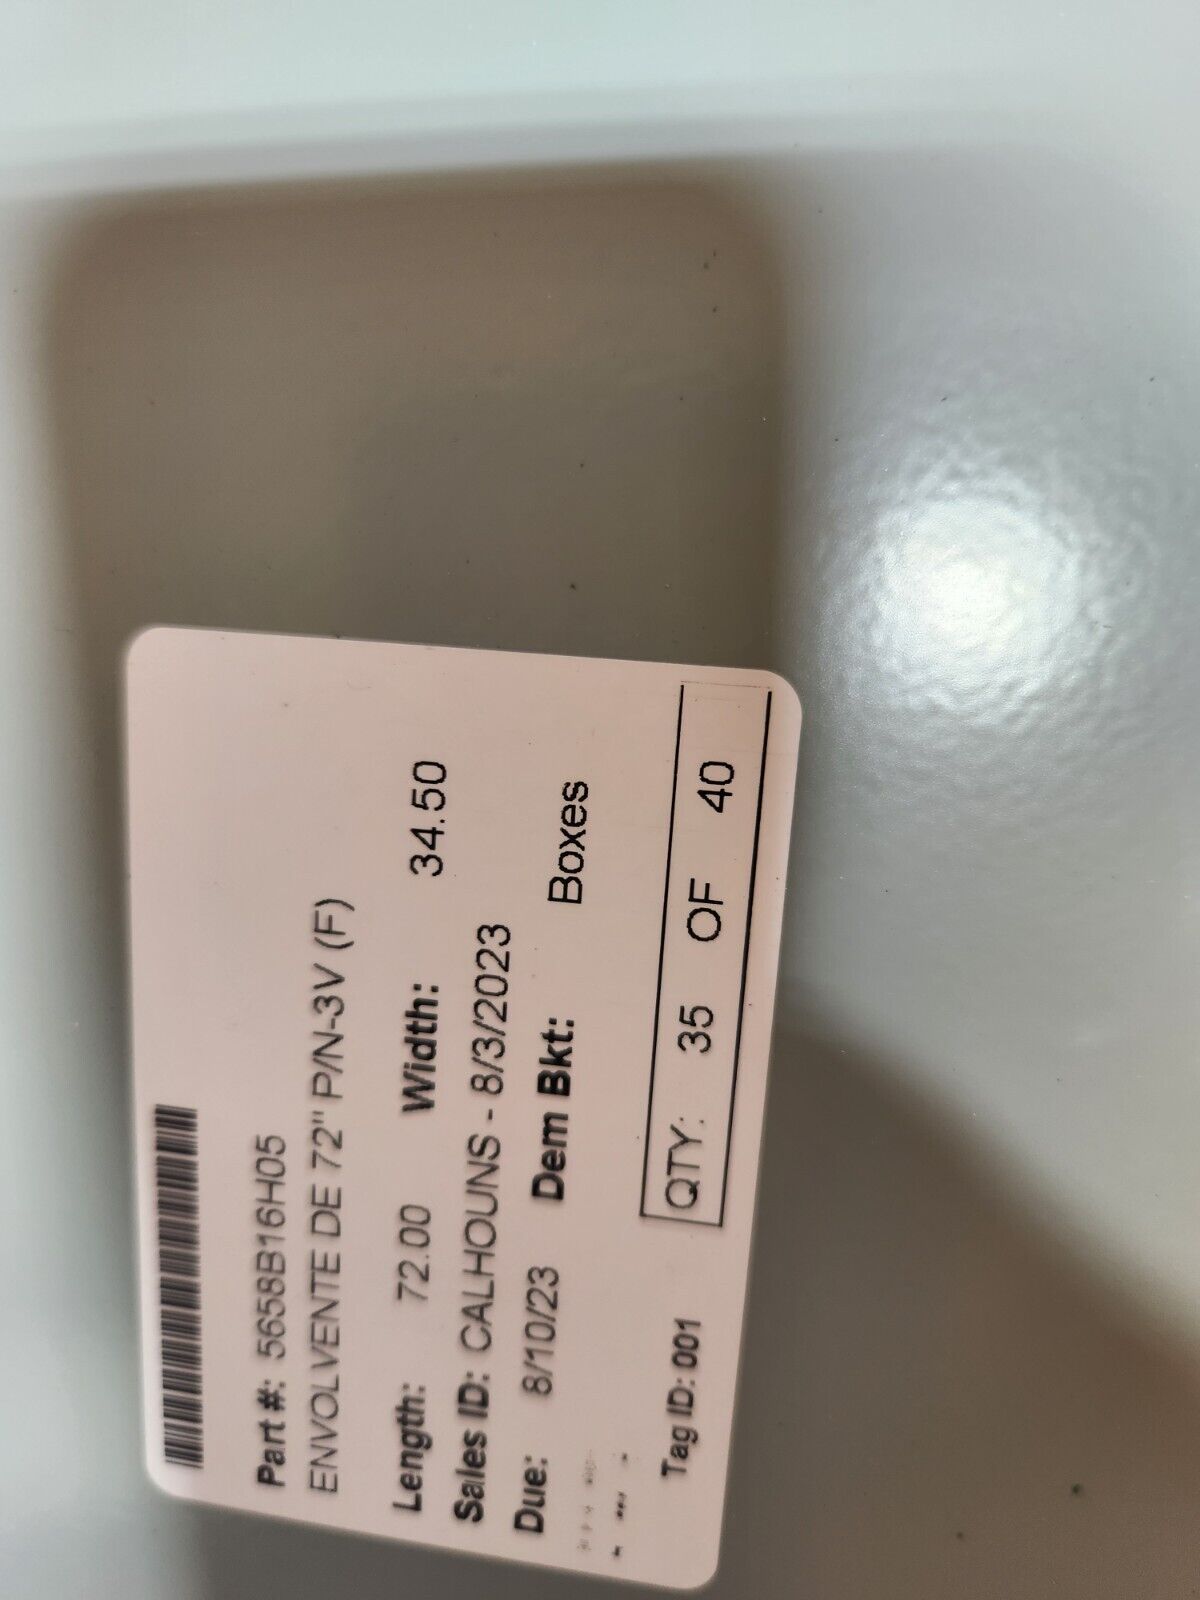 Part #: 5658B16H05
ENVOLVENTE DE 72" P/N-3V (F)
Length: 72.00 Width: 34.50
Sales ID: CALHOUNS - 8/3/2023
Due: 8/10/23 Dem Bkt: Boxes
Tag ID: 001 QTY: 35 OF 40